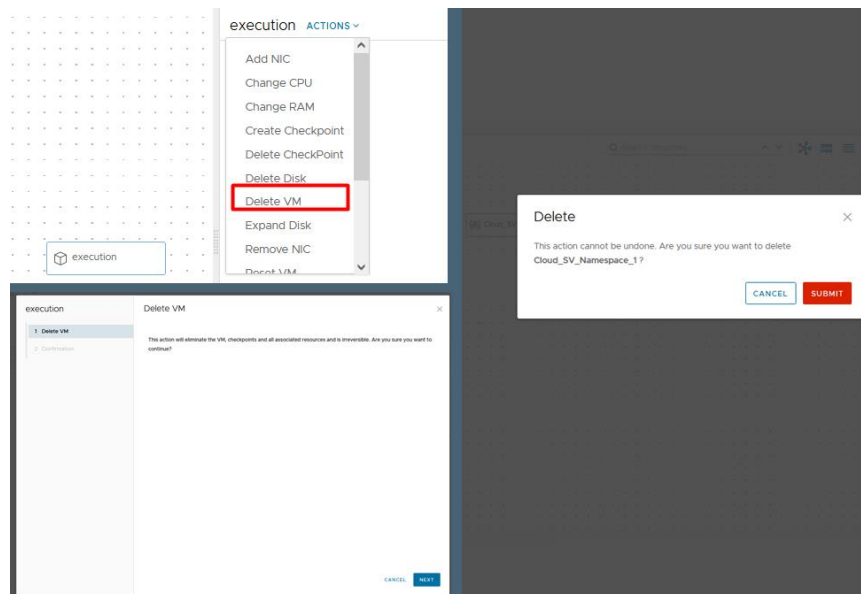 execution ACTIONS
Add NIC
Change CPU
Change RAM
Create Checkpoint
Delete CheckPoint
Delete Disk
Delete VM
Expand Disk
Remove NIC
Reset VM
execution
execution
1 Delete VM
2 Confirmation
Delete VM
This action will eliminate the VM, checkpoints and all associated resources and is irreversible. Are you sure you want to
continue?
CANCEL NEXT
Delete
This action cannot be undone. Are you sure you want to delete
Cloud_SV_Namespace_1 ?
CANCEL SUBMIT
Cloud_SV